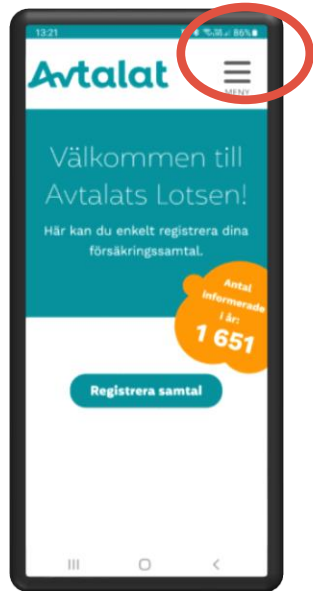 13:21 86%
Avtalat
MENY
Välkommen till
Avtalats Lotsen!
Här kan du enkelt registrera dina
försäkringssamtal.
Antal
informerade
i år:
1 651
Registrera samtal